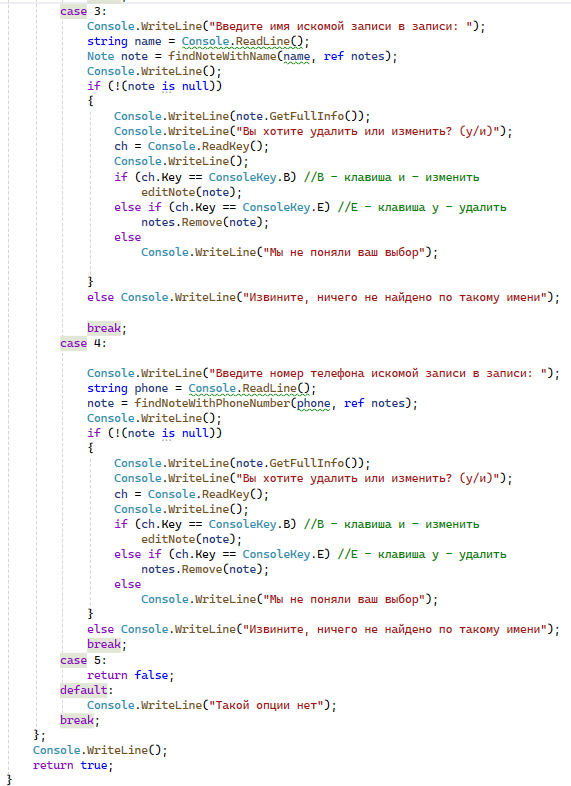 case 3:
Console.WriteLine("Введите имя искомой записи в записи: ");
string name = Console.ReadLine();
Note note = findNoteWithName(name, ref notes);
Console.WriteLine();
if (!(note is null))
{
Console.WriteLine(note.GetFullInfo());
Console.WriteLine("Вы хотите удалить или изменить? (у/и)");
ch = Console.ReadKey();
Console.WriteLine();
if (ch.Key == ConsoleKey.B) //B - клавиша и - изменить
editNote(note);
else if (ch.Key == ConsoleKey.E) //E - клавиша у - удалить
notes.Remove(note);
else
Console.WriteLine("Мы не поняли ваш выбор");
}
else Console.WriteLine("Извините, ничего не найдено по такому имени");
break;
case 4:
Console.WriteLine("Введите номер телефона искомой записи в записи: ");
string phone = Console.ReadLine();
note = findNoteWithPhoneNumber(phone, ref notes);
Console.WriteLine();
if (!(note is null))
{
Console.WriteLine(note.GetFullInfo());
Console.WriteLine("Вы хотите удалить или изменить? (у/и)");
ch = Console.ReadKey();
Console.WriteLine();
if (ch.Key == ConsoleKey.B) //B - клавиша и - изменить
editNote(note);
else if (ch.Key == ConsoleKey.E) //E - клавиша у - удалить
notes.Remove(note);
else
Console.WriteLine("Мы не поняли ваш выбор");
}
else Console.WriteLine("Извините, ничего не найдено по такому имени");
break;
case 5:
return false;
default:
Console.WriteLine("Такой опции нет");
break;
};
Console.WriteLine();
return true;
}